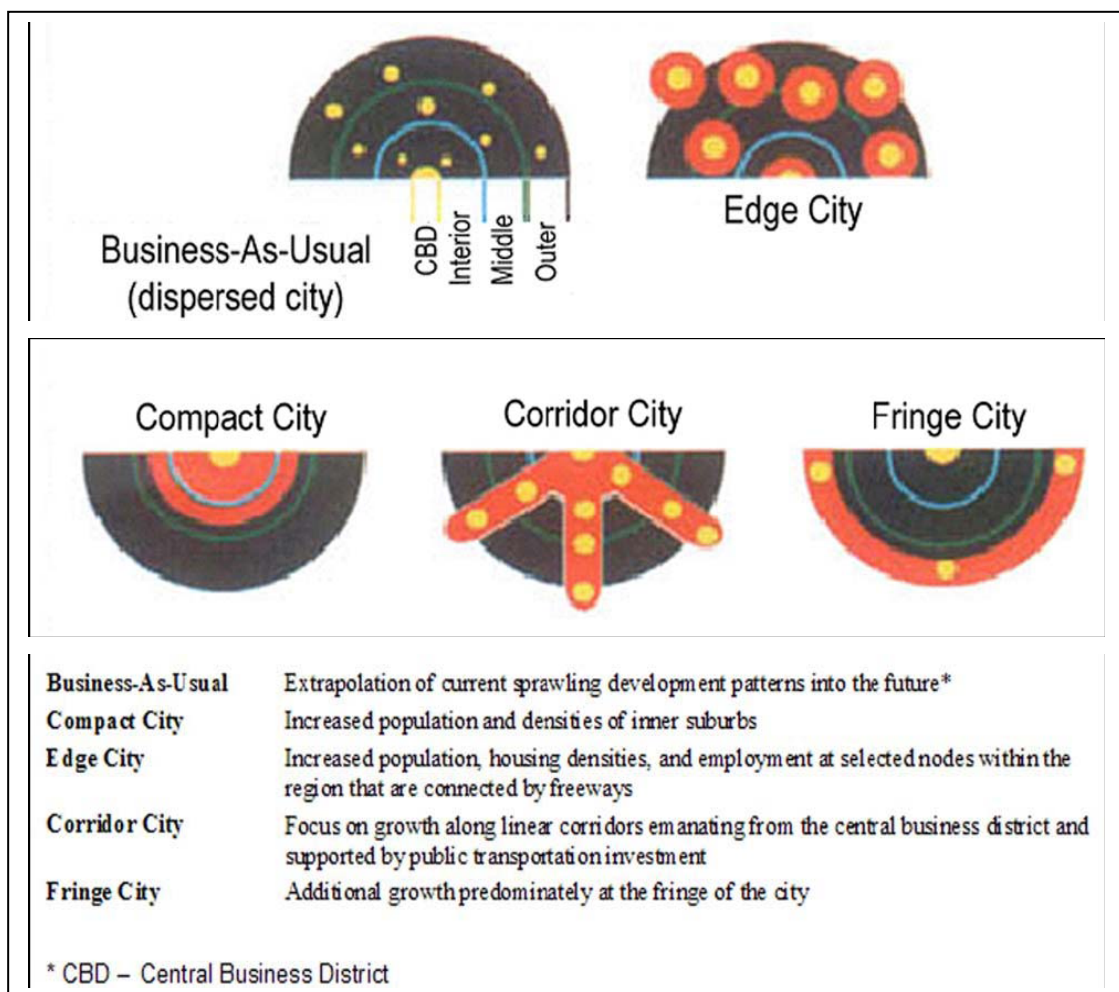 Business-As-Usual
(dispersed city)
CBD
Interior
Middle
Outer
Edge City
Compact City
Corridor City
Fringe City
Business-As-Usual Extrapolation of current sprawling development patterns into the future*
Compact City Increased population and densities of inner suburbs
Edge City Increased population, housing densities, and employment at selected nodes within the
region that are connected by freeways
Corridor City Focus on growth along linear corridors emanating from the central business district and
supported by public transportation investment
Fringe City Additional growth predominately at the fringe of the city
* CBD – Central Business District